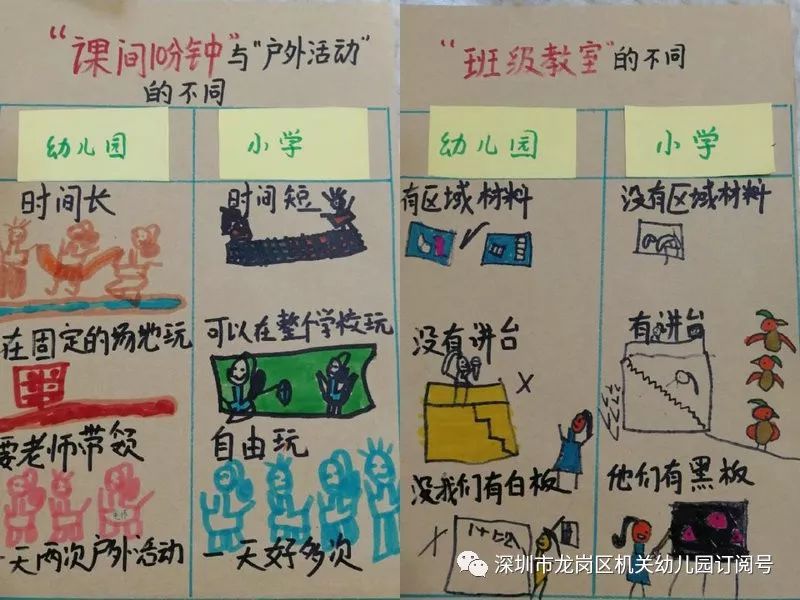 “课间10分钟”与“户外活动”
的不同
幼儿园
小学
时间长
时间短
在固定的场地玩
可以在整个学校玩
要老师带领
自由玩
一天两次户外活动
一天好多次
“班级教室”的不同
幼儿园
小学
有区域材料
没有区域材料
没有讲台
有讲台
没我们有白板
他们有黑板
1+1=2
深圳市龙岗区机关幼儿园订阅号